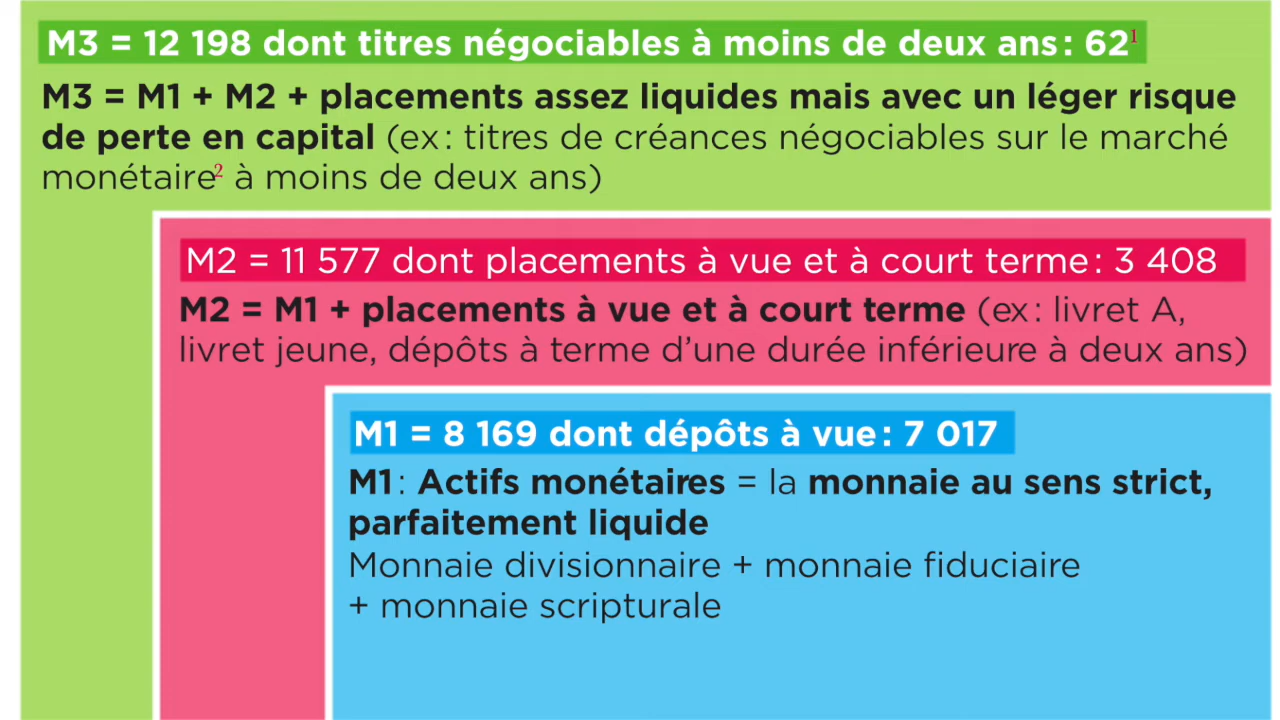 M3 = 12 198 dont titres négociables à moins de deux ans : 62¹
M3 = M1 + M2 + placements assez liquides mais avec un léger risque
de perte en capital (ex : titres de créances négociables sur le marché
monétaire² à moins de deux ans)
M2 = 11 577 dont placements à vue et à court terme : 3 408
M2 = M1 + placements à vue et à court terme (ex : livret A,
livret jeune, dépôts à terme d’une durée inférieure à deux ans)
M1 = 8 169 dont dépôts à vue : 7 017
M1 : Actifs monétaires = la monnaie au sens strict,
parfaitement liquide
Monnaie divisionnaire + monnaie fiduciaire
+ monnaie scripturale